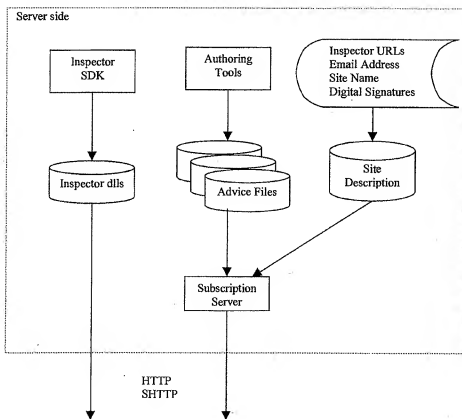 Server side
Inspector
SDK
Authoring
Tools
Inspector URLs
Email Address
Site Name
Digital Signatures
Inspector dlls
Advice Files
Site
Description
Subscription
Server
HTTP
SHTTP